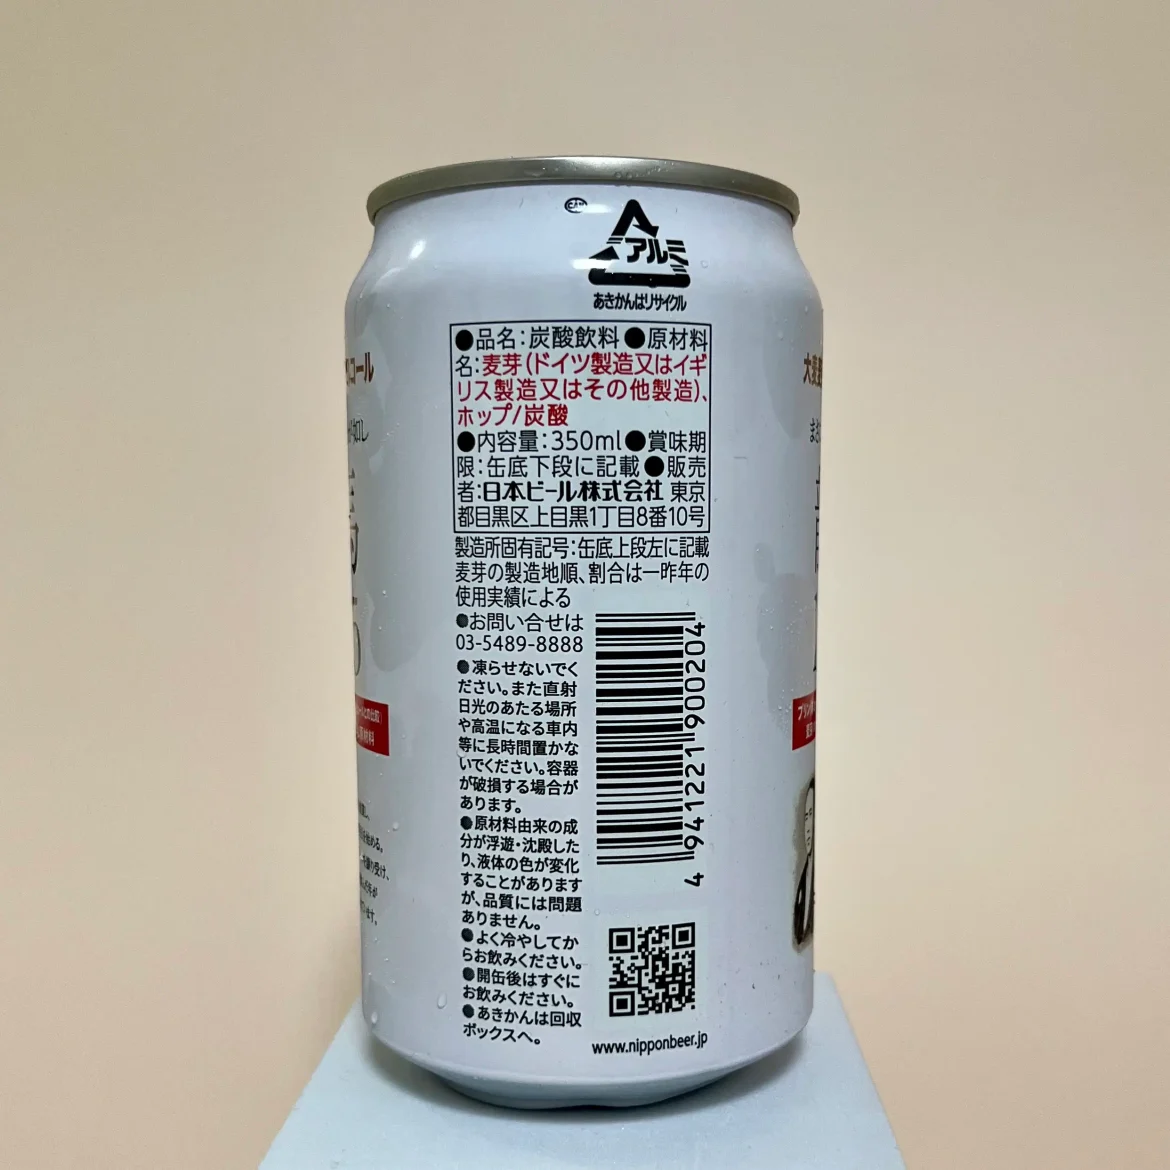 アルミ
あきかんはリサイクル
●品名:炭酸飲料 ●原材料
名:麦芽(ドイツ製造又はイギ
リス製造又はその他製造)、
ホップ/炭酸
●内容量:350ml●賞味期
限:缶底下段に記載 ●販売
者:日本ビール株式会社 東京
都目黒区上目黒1丁目8番10号
製造所固有記号:缶底上段左に記載
麦芽の製造地順、割合は一昨年の
使用実績による
●お問い合せは
03-5489-8888
●凍らせないでく
ださい。また直射
日光のあたる場所
や高温になる車内
等に長時間置かな
いでください。容器
が破損する場合が
あります。
●原材料由来の成
分が浮遊・沈殿した
り、液体の色が変化
することがあります
が、品質には問題
ありません。
●よく冷やしてか
らお飲みください。
●開缶後はすぐに
お飲みください。
●あきかんは回収
ボックスへ。
4 941221 900204
www.nipponbeer.jp
コール
大麦